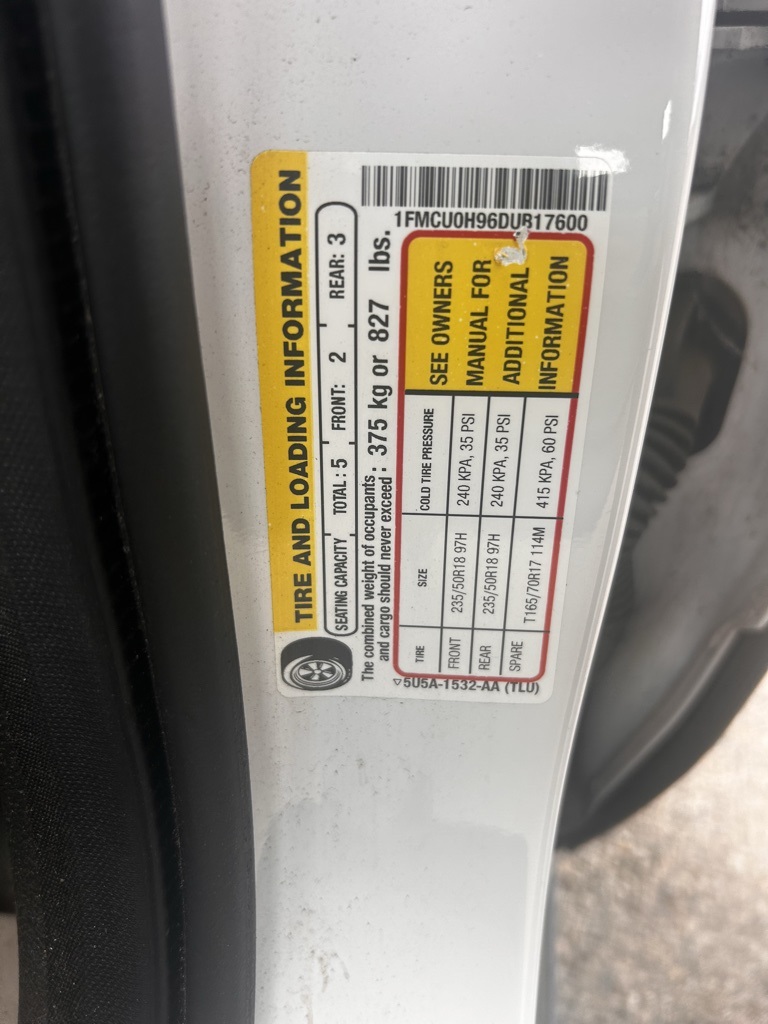 TIRE AND LOADING INFORMATION
SEATING CAPACITY TOTAL : 5 FRONT: 2 REAR: 3
The combined weight of occupants and cargo should never exceed : 375 kg or 827 lbs.
TIRE SIZE COLD TIRE PRESSURE
FRONT 235/50R18 97H 240 KPA, 35 PSI
REAR 235/50R18 97H 240 KPA, 35 PSI
SPARE T165/70R17 114M 415 KPA, 60 PSI
SEE OWNERS
MANUAL FOR
ADDITIONAL
INFORMATION
5U5A-1532-AA (TLU)
1FMCU0H96DUB17600